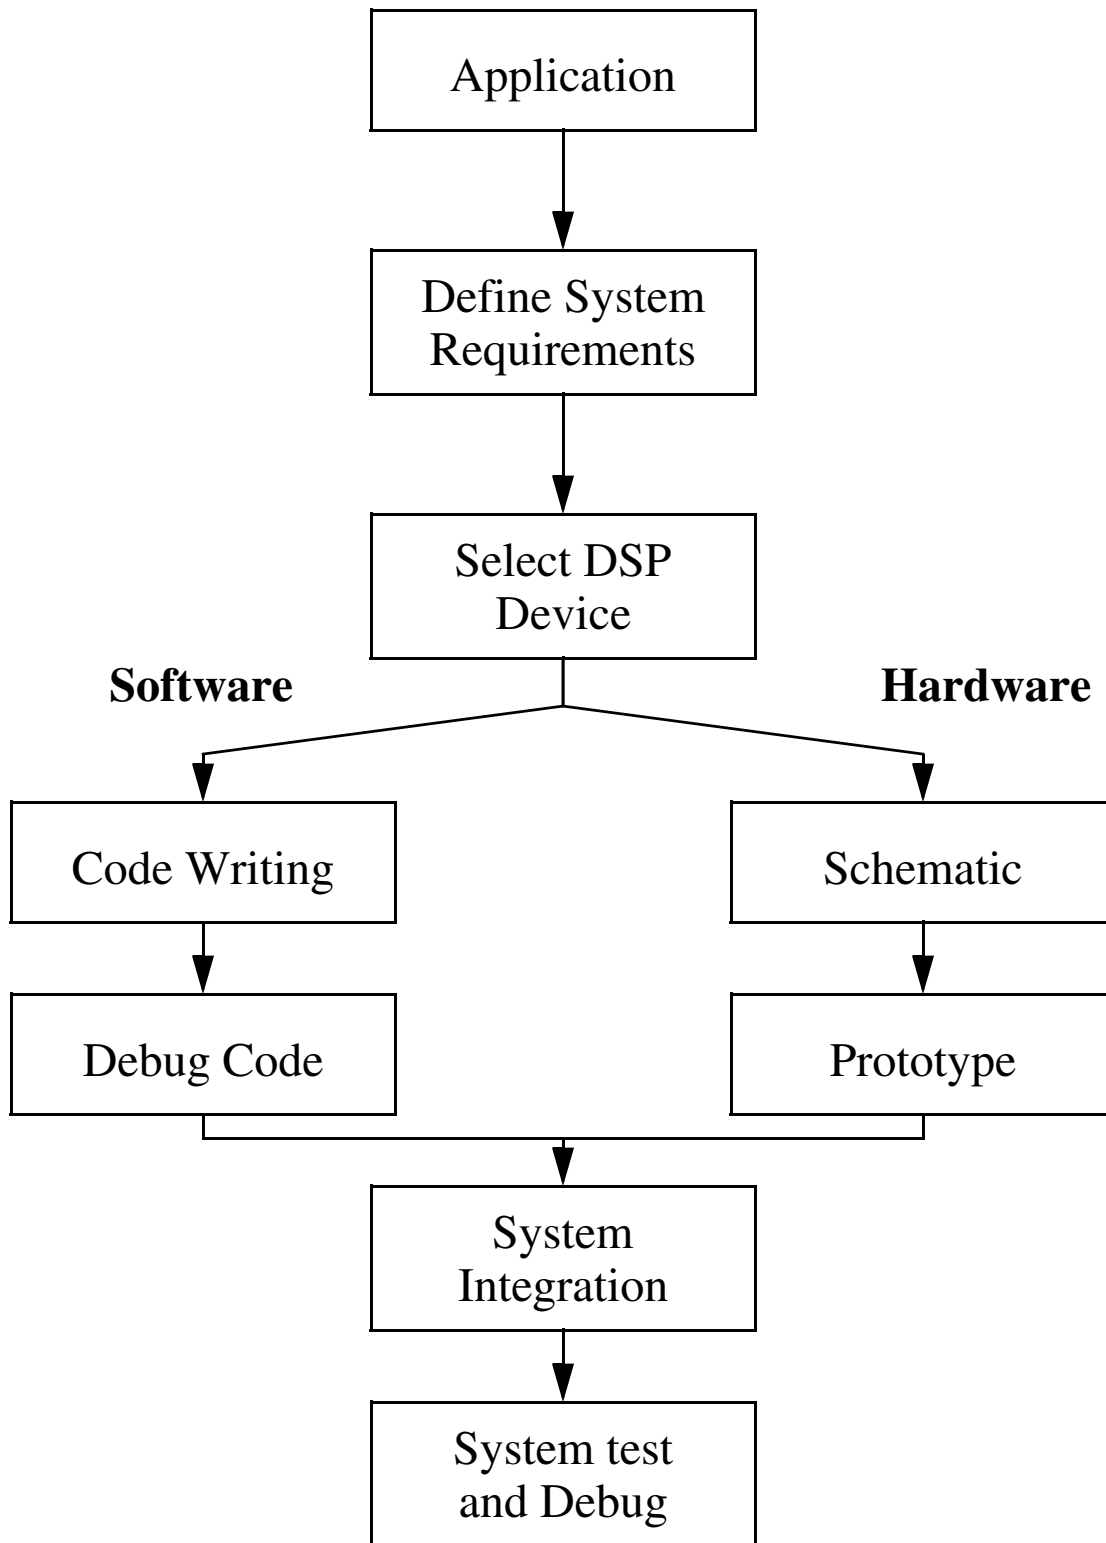 Application
Define System
Requirements
Select DSP
Device
Software
Hardware
Code Writing
Schematic
Debug Code
Prototype
System
Integration
System test
and Debug